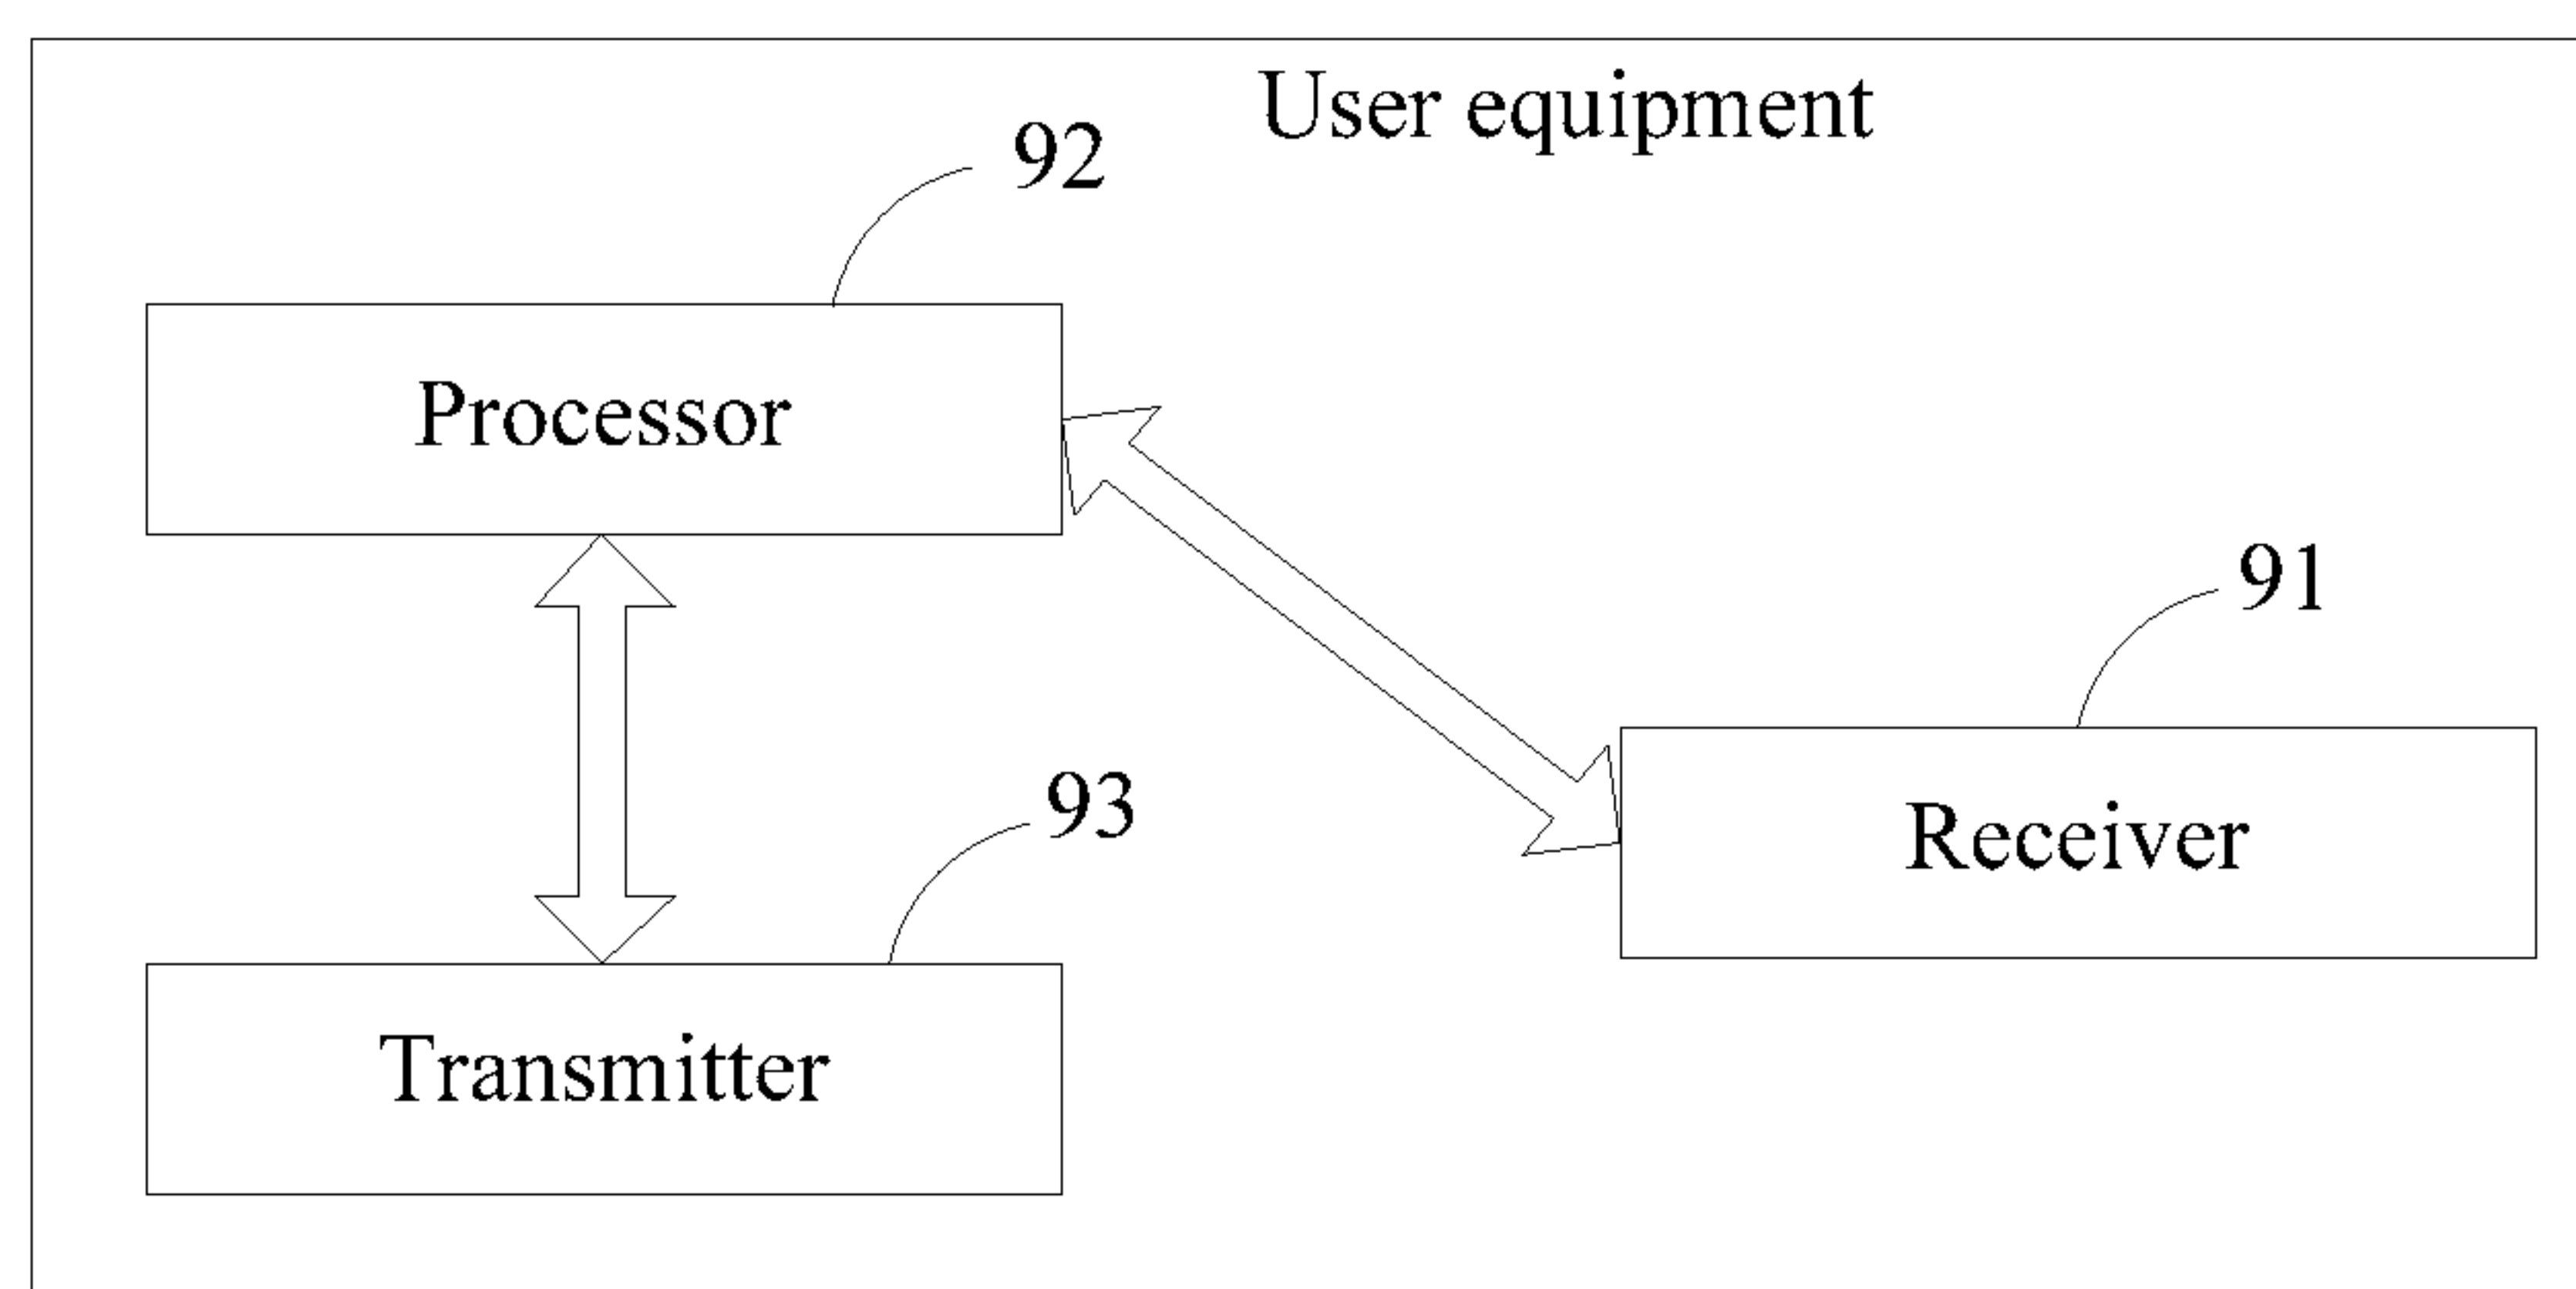 User equipment
92
Processor
91
93
Receiver
Transmitter